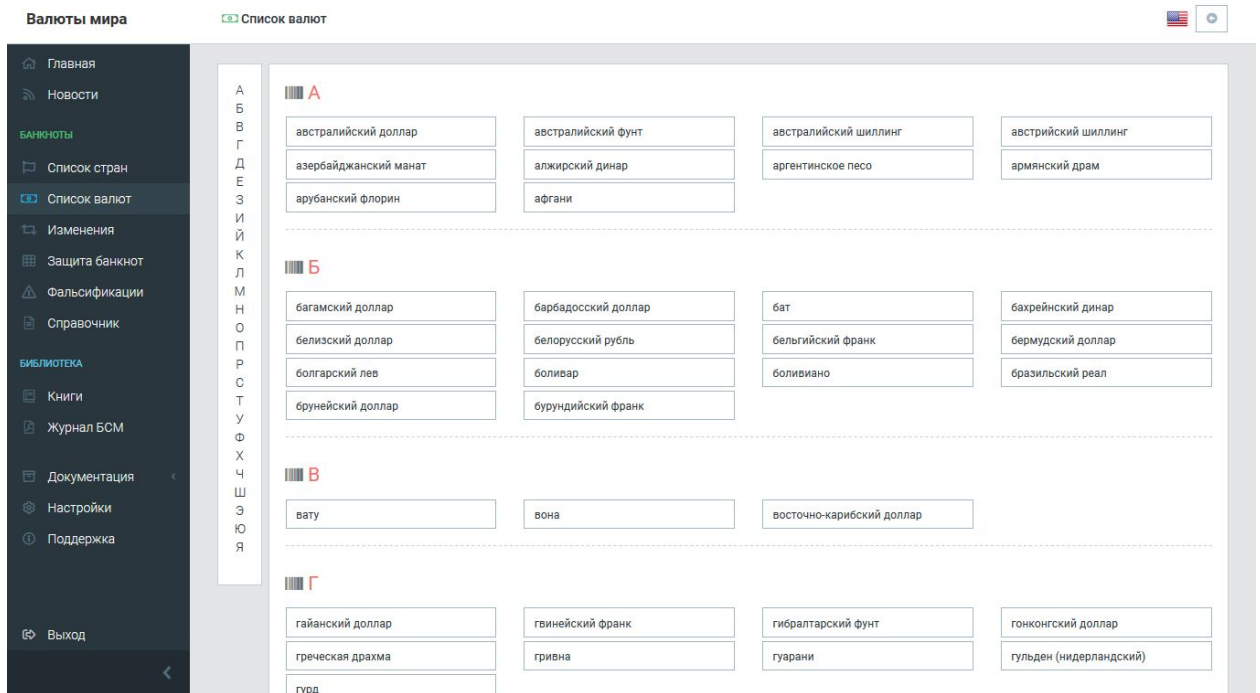 Валюты мира
Список валют
Главная
Новости
БАНКНОТЫ
Список стран
Список валют
Изменения
Защита банкнот
Фальсификации
Справочник
БИБЛИОТЕКА
Книги
Журнал БСМ
Документация
Настройки
Поддержка
Выход
А
Б
В
Г
Д
Е
З
И
Й
К
Л
М
Н
О
П
Р
С
Т
У
Ф
Х
Ч
Ш
Э
Ю
Я
А
австралийский доллар австралийский фунт австралийский шиллинг австрийский шиллинг
азербайджанский манат алжирский динар аргентинское песо армянский драм
арубанский флорин афгани
Б
багамский доллар барбадосский доллар бат бахрейнский динар
белизский доллар белорусский рубль бельгийский франк бермудский доллар
болгарский лев боливар боливиано бразильский реал
брунейский доллар бурундийский франк
В
вату вона восточно-карибский доллар
Г
гайанский доллар гвинейский франк гибралтарский фунт гонконгский доллар
греческая драхма гривна гуарани гульден (нидерландский)
гурд